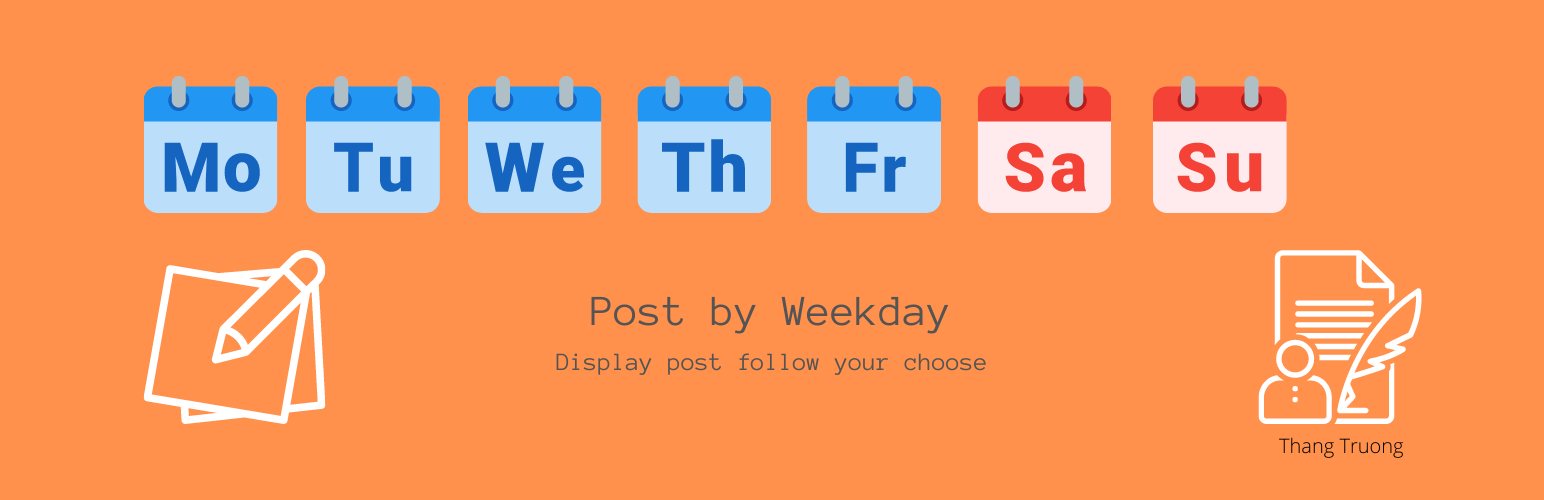 Mo Tu We Th Fr Sa Su
Post by Weekday
Display post follow your choose
Thang Truong